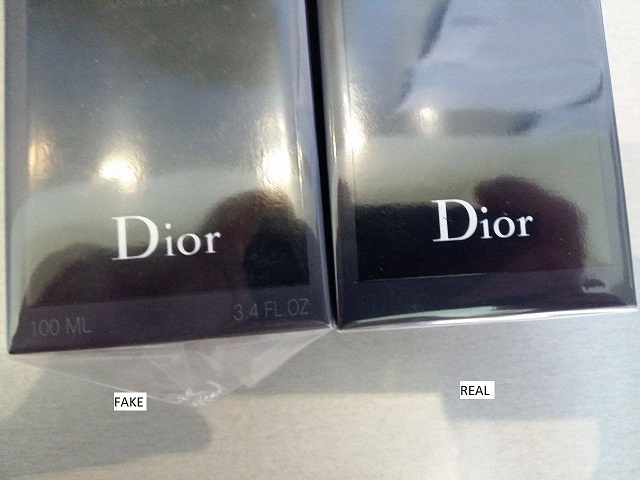 Dior
Dior
100 ML
3.4 FL.OZ
FAKE
REAL